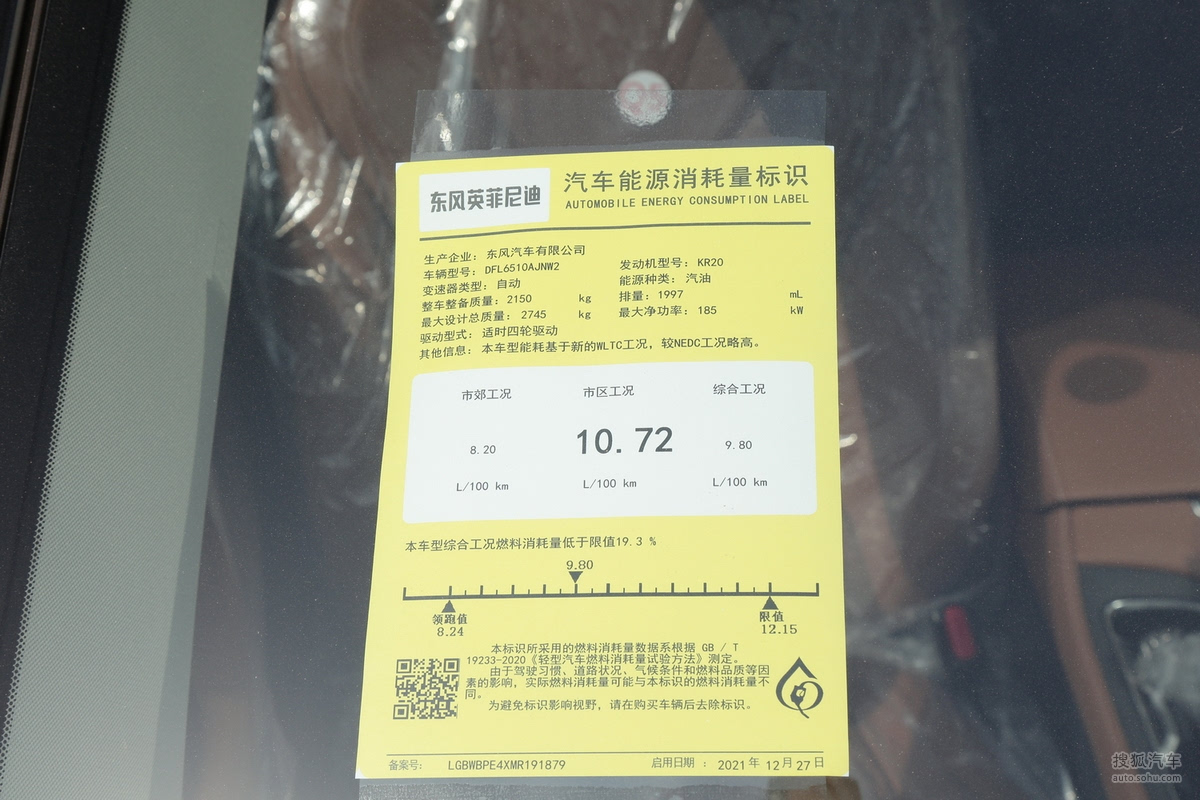 东风英菲尼迪
汽车能源消耗量标识
AUTOMOBILE ENERGY CONSUMPTION LABEL
生产企业: 东风汽车有限公司
车辆型号: DFL6510AJNW2
发动机型号: KR20
变速器类型: 自动
能源种类: 汽油
整车整备质量: 2150 kg
排量: 1997 mL
最大设计总质量: 2745 kg
最大净功率: 185 kW
驱动型式: 适时四轮驱动
其他信息: 本车型能耗基于新的WLTC工况，较NEDC工况略高。
市郊工况 市区工况 综合工况
8.20 10.72 9.80
L/100 km L/100 km L/100 km
本车型综合工况燃料消耗量低于限值19.3 %
9.80
领跑值 限值
8.24 12.15
本标识所采用的燃料消耗量数据系根据 GB / T
19233-2020《轻型汽车燃料消耗量试验方法》测定。
由于驾驶习惯、道路状况、气候条件和燃料品质等因
素的影响，实际燃料消耗量可能与本标识的燃料消耗量不
同。
为避免标识影响视野，请在购买车辆后去除标识。
备案号: LGBWBPE4XMR191879 启用日期 : 2021 年 12 月 27 日
搜狐汽车
auto.sohu.com